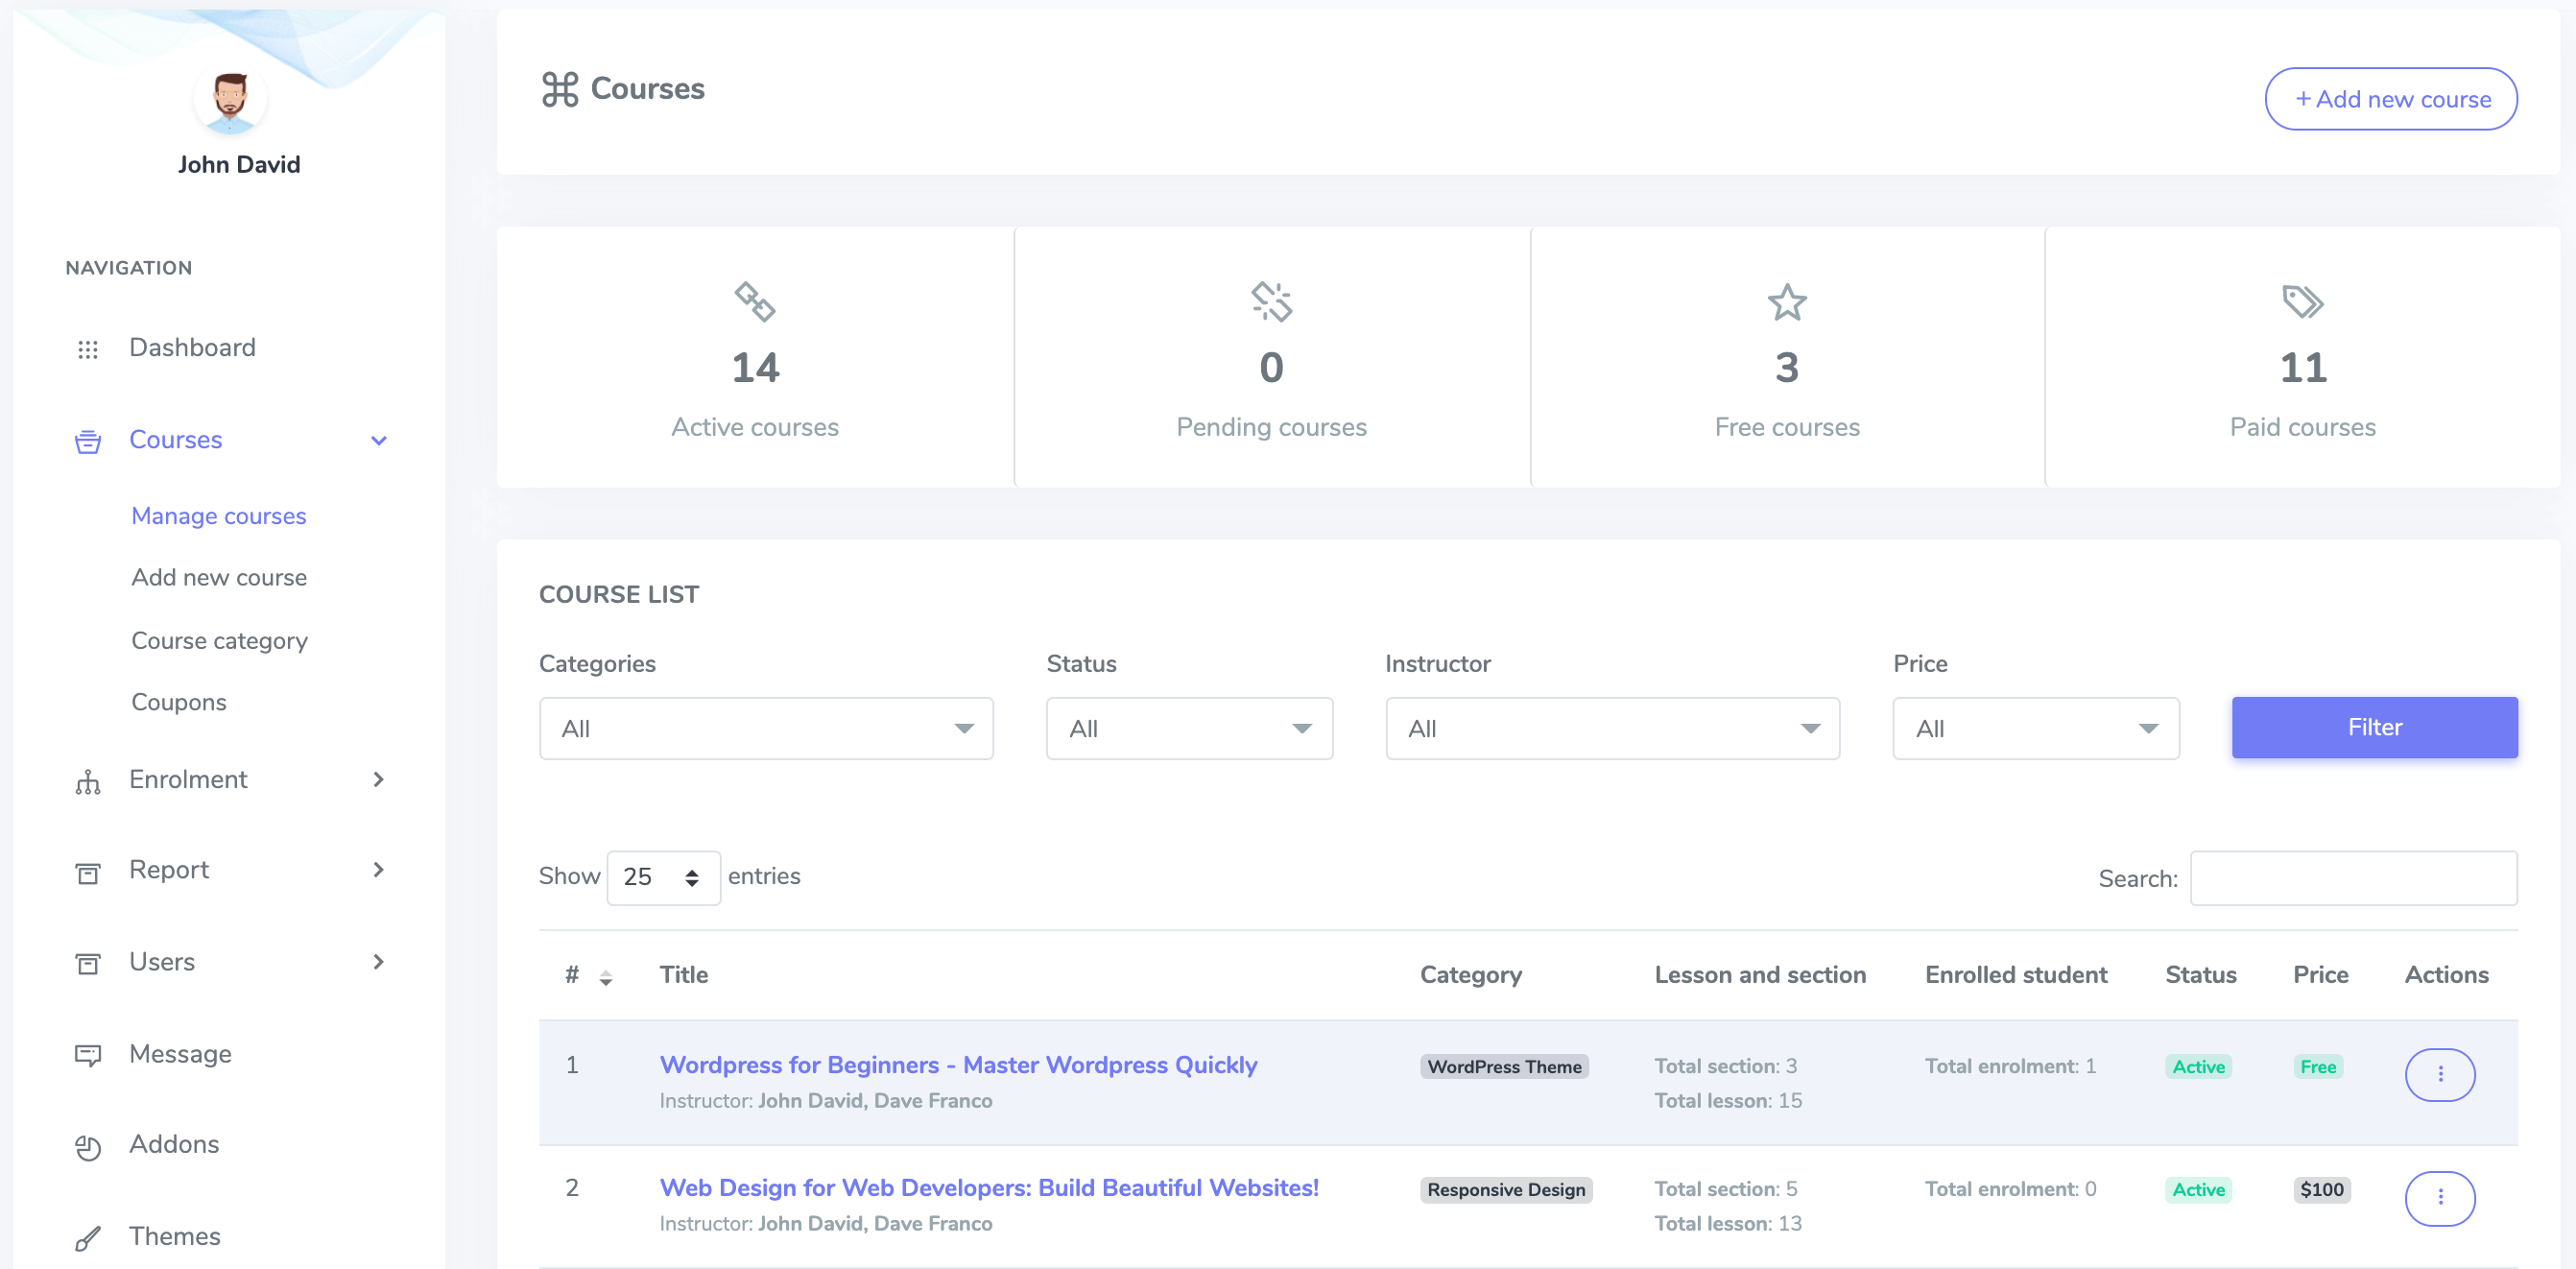 John David
NAVIGATION
Dashboard
Courses
Manage courses
Add new course
Course category
Coupons
Enrolment
Report
Users
Message
Addons
Themes
Courses
+ Add new course
14
Active courses
0
Pending courses
3
Free courses
11
Paid courses
COURSE LIST
Categories Status Instructor Price
All All All All Filter
Show 25 entries Search:
# Title Category Lesson and section Enrolled student Status Price Actions
1 Wordpress for Beginners - Master Wordpress Quickly WordPress Theme Total section: 3 Total enrolment: 1 Active Free
Instructor: John David, Dave Franco Total lesson: 15
2 Web Design for Web Developers: Build Beautiful Websites! Responsive Design Total section: 5 Total enrolment: 0 Active $100
Instructor: John David, Dave Franco Total lesson: 13